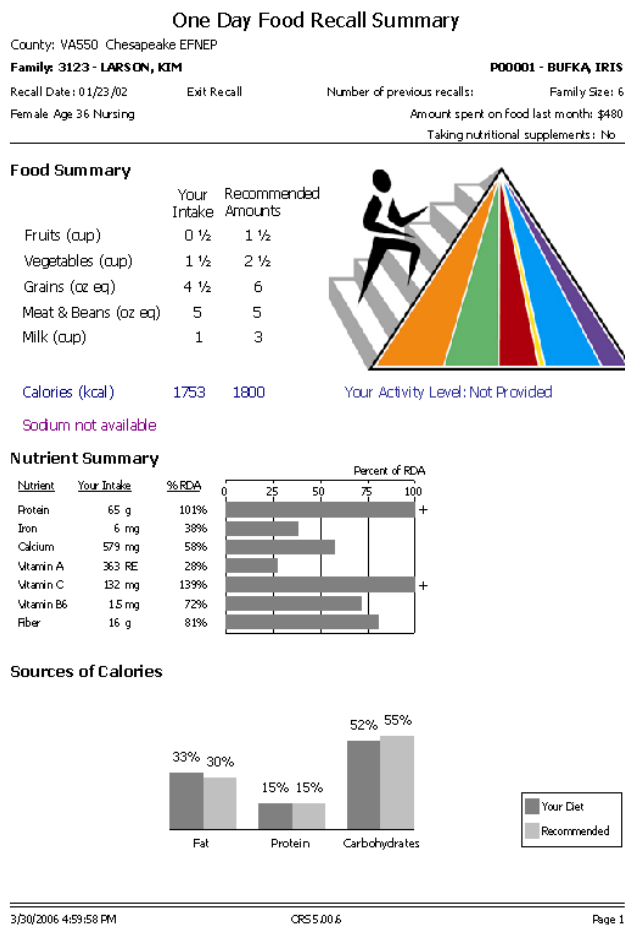 One Day Food Recall Summary
County: VA550 Chesapeake EFNEP
Family: 3123 - LARSON, KIM P00001 - BUFKA, IRIS
Recall Date: 01/23/02 Exit Recall Number of previous recalls: Family Size: 6
Female Age 36 Nursing Amount spent on food last month: $480
Taking nutritional supplements: No
Food Summary
Your Recommended
Intake Amounts
Fruits (cup) 0 ½ 1 ½
Vegetables (cup) 1 ½ 2 ½
Grains (oz eq) 4 ½ 6
Meat & Beans (oz eq) 5 5
Milk (cup) 1 3
Calories (kcal) 1753 1800 Your Activity Level: Not Provided
Sodium not available
Nutrient Summary
Percent of RDA
Nutrient Your Intake % RDA 0 25 50 75 100
Protein 65 g 101% +
Iron 6 mg 38%
Calcium 579 mg 58%
Vitamin A 363 RE 28%
Vitamin C 132 mg 139% +
Vitamin B6 1.5 mg 72%
Fiber 16 g 81%
Sources of Calories
52% 55%
33% 30%
15% 15%
Your Diet
Recommended
Fat Protein Carbohydrates
3/30/2006 4:59:58 PM CRS5.00.6 Page 1